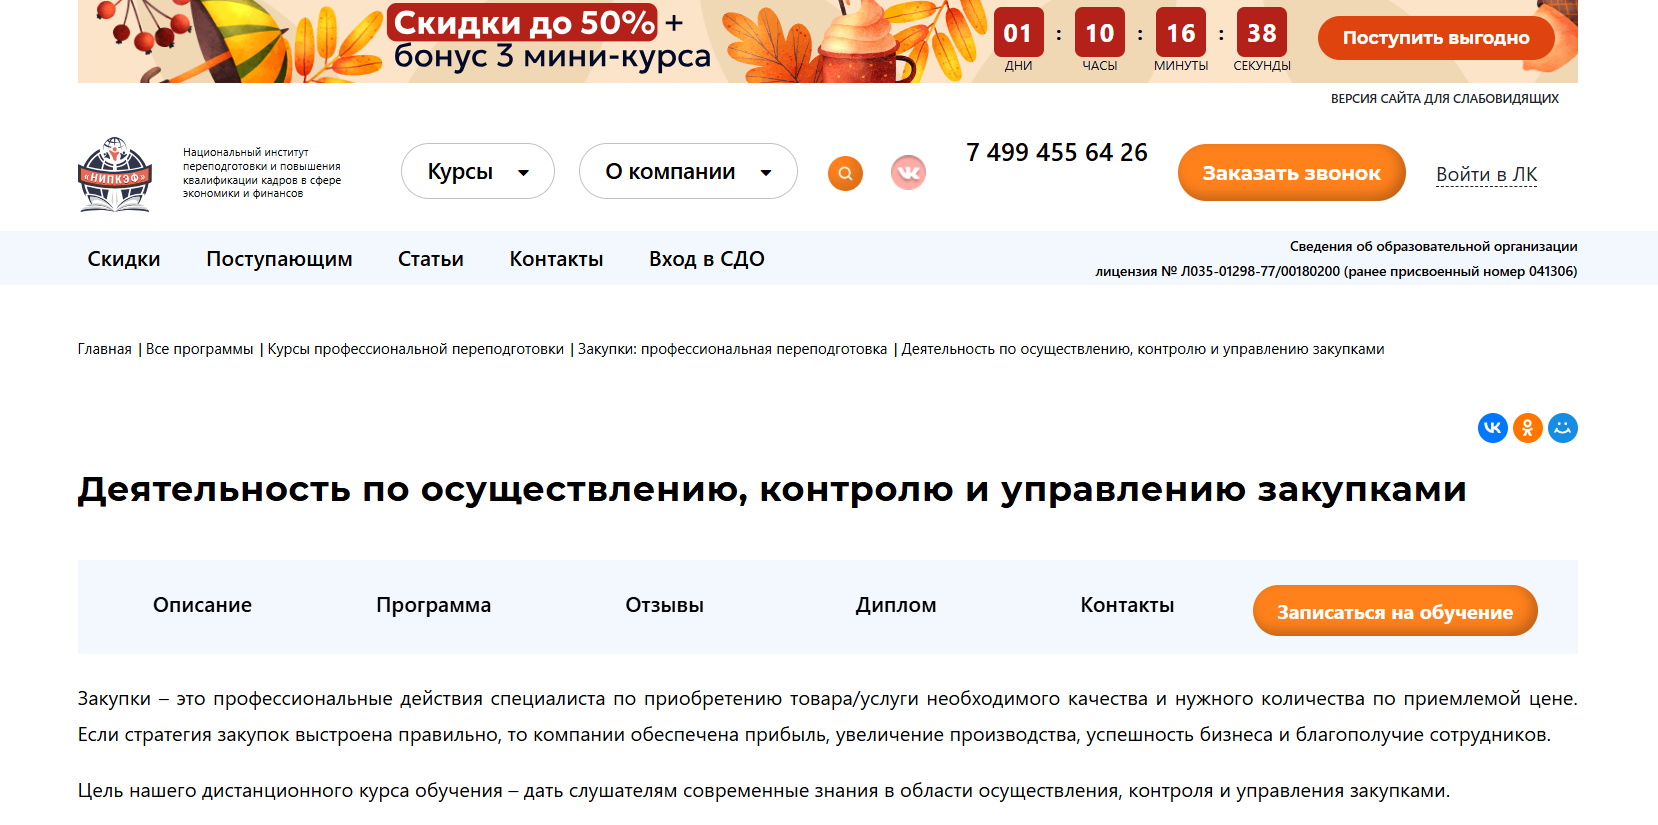 Скидки до 50% +
бонус 3 мини-курса
01 : 10 : 16 : 38
ДНИ ЧАСЫ МИНУТЫ СЕКУНДЫ
Поступить выгодно
ВЕРСИЯ САЙТА ДЛЯ СЛАБОВИДЯЩИХ
«НИПКЭФ»
Национальный институт
переподготовки и повышения
квалификации кадров в сфере
экономики и финансов
Курсы
О компании
7 499 455 64 26
Заказать звонок
Войти в ЛК
Скидки Поступающим Статьи Контакты Вход в СДО
Сведения об образовательной организации
лицензия № Л035-01298-77/00180200 (ранее присвоенный номер 041306)
Главная | Все программы | Курсы профессиональной переподготовки | Закупки: профессиональная переподготовка | Деятельность по осуществлению, контролю и управлению закупками
Деятельность по осуществлению, контролю и управлению закупками
Описание Программа Отзывы Диплом Контакты Записаться на обучение
Закупки – это профессиональные действия специалиста по приобретению товара/услуги необходимого качества и нужного количества по приемлемой цене.
Если стратегия закупок выстроена правильно, то компании обеспечена прибыль, увеличение производства, успешность бизнеса и благополучие сотрудников.
Цель нашего дистанционного курса обучения – дать слушателям современные знания в области осуществления, контроля и управления закупками.